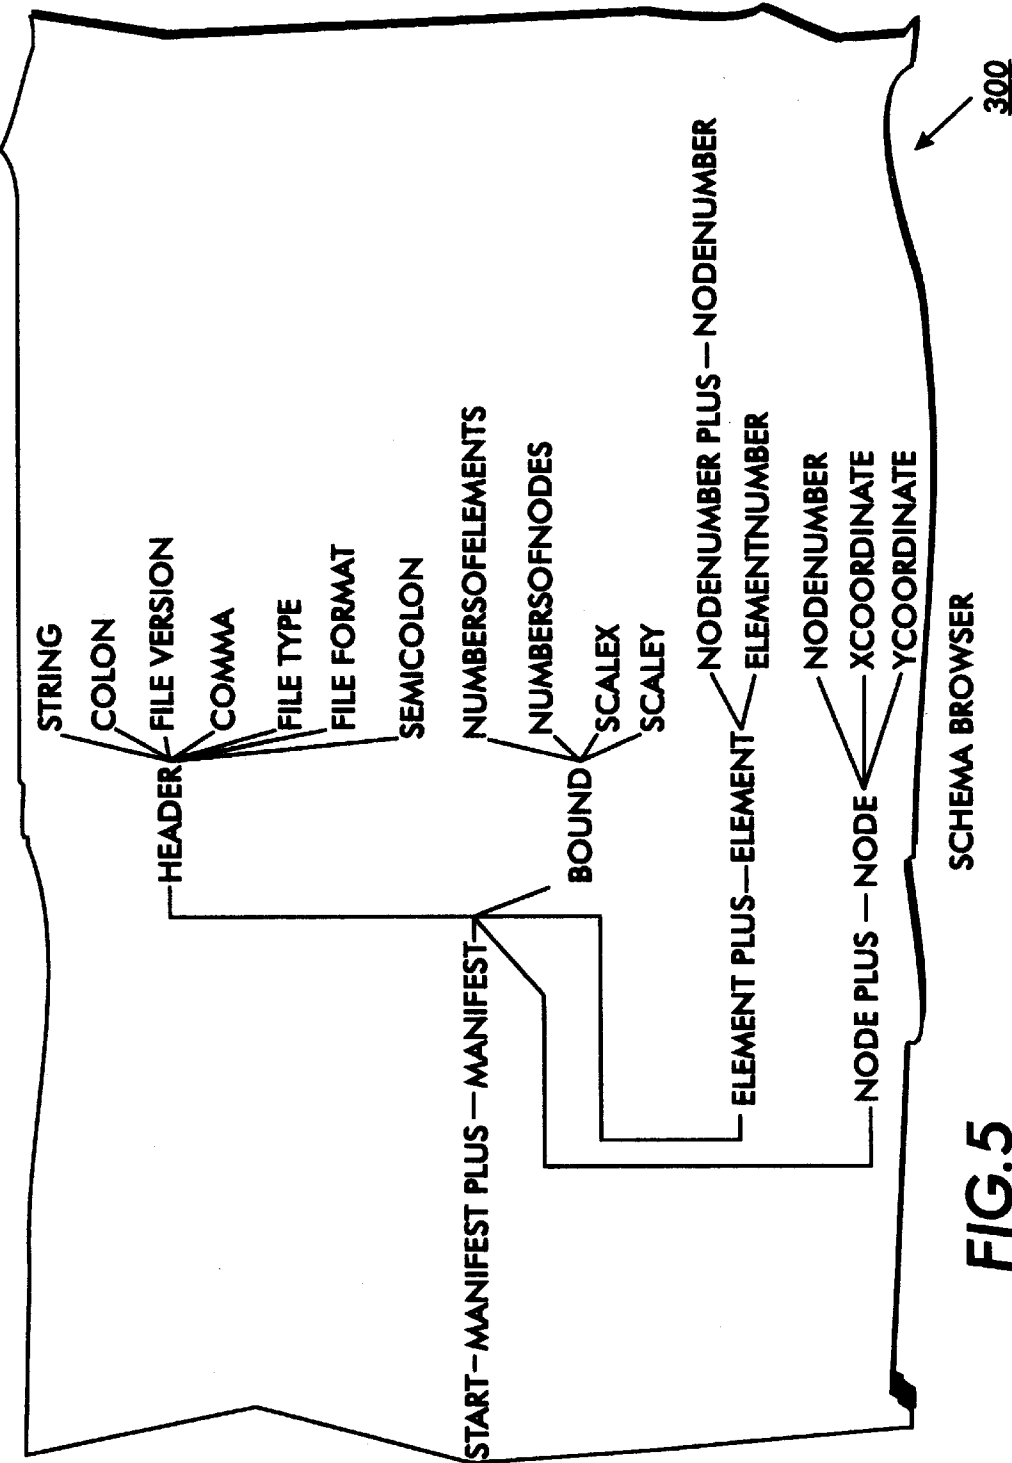 STRING
COLON
FILE VERSION
HEADER
COMMA
FILE TYPE
FILE FORMAT
SEMICOLON
START—MANIFEST PLUS—MANIFEST
NUMBERSOFELEMENTS
NUMBERSOFNODES
BOUND
SCALEX
SCALEY
NODENUMBER PLUS—NODENUMBER
ELEMENT PLUS—ELEMENT
ELEMENTNUMBER
NODENUMBER
NODE PLUS—NODE
XCOORDINATE
YCOORDINATE
SCHEMA BROWSER
300
FIG.5